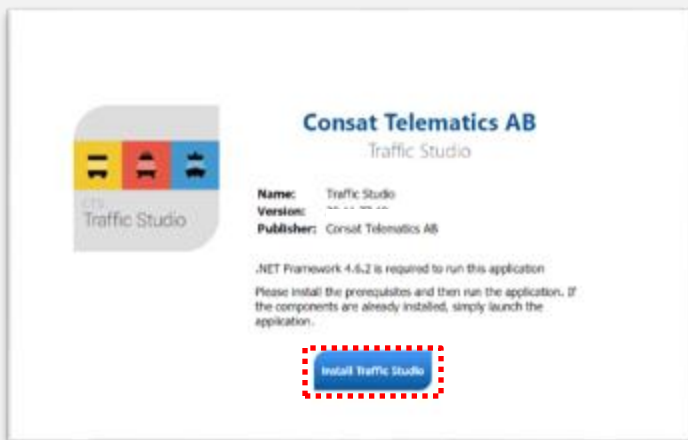 Consat Telematics AB
Traffic Studio
CTS
Traffic Studio
Name: Traffic Studio
Version:
Publisher: Consat Telematics AB
.NET Framework 4.6.2 is required to run this application
Please install the prerequisites and then run the application. If
the components are already installed, simply launch the
application.
Install Traffic Studio